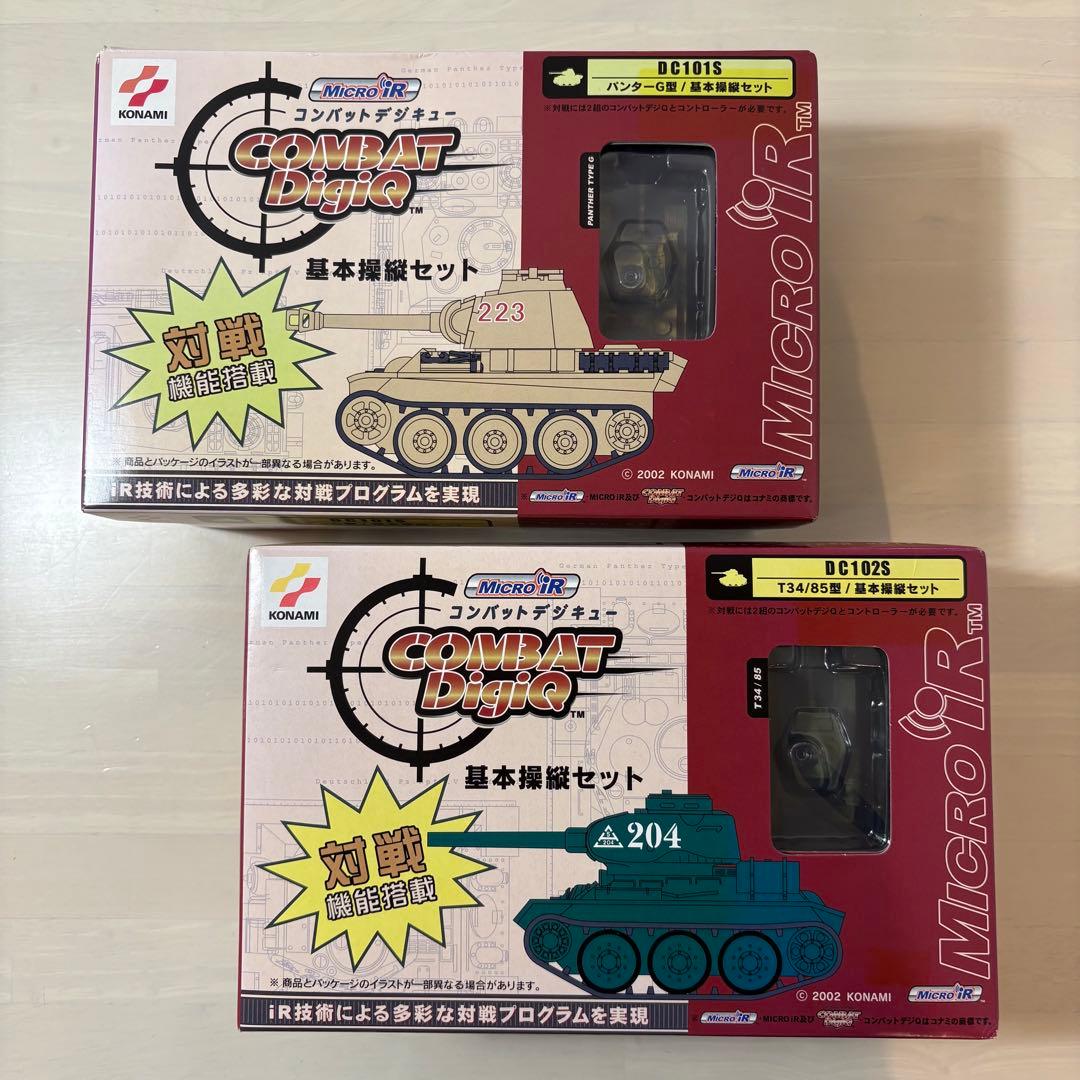 KONAMI
MICRO iR
コンバットデジキュー
COMBAT
DigiQ™
基本操縦セット
対戦
機能搭載
223
※商品とパッケージのイラストが一部異なる場合があります。
iR技術による多彩な対戦プログラムを実現
DC101S
パンターG型/基本操縦セット
※対戦には2組のコンバットデジQとコントローラーが必要です。
PANTHER TYPE G
MICRO iR™
© 2002 KONAMI
MICRO iR
※ MICRO iR・MICRO iR及び COMBAT DigiQ・コンバットデジQはコナミの商標です。
DC101S
KONAMI
MICRO iR
コンバットデジキュー
COMBAT
DigiQ™
基本操縦セット
対戦
機能搭載
204
204
※商品とパッケージのイラストが一部異なる場合があります。
iR技術による多彩な対戦プログラムを実現
DC102S
T34/85型/基本操縦セット
※対戦には2組のコンバットデジQとコントローラーが必要です。
T34/85
MICRO iR™
© 2002 KONAMI
MICRO iR
※ MICRO iR・MICRO iR及び COMBAT DigiQ・コンバットデジQはコナミの商標です。